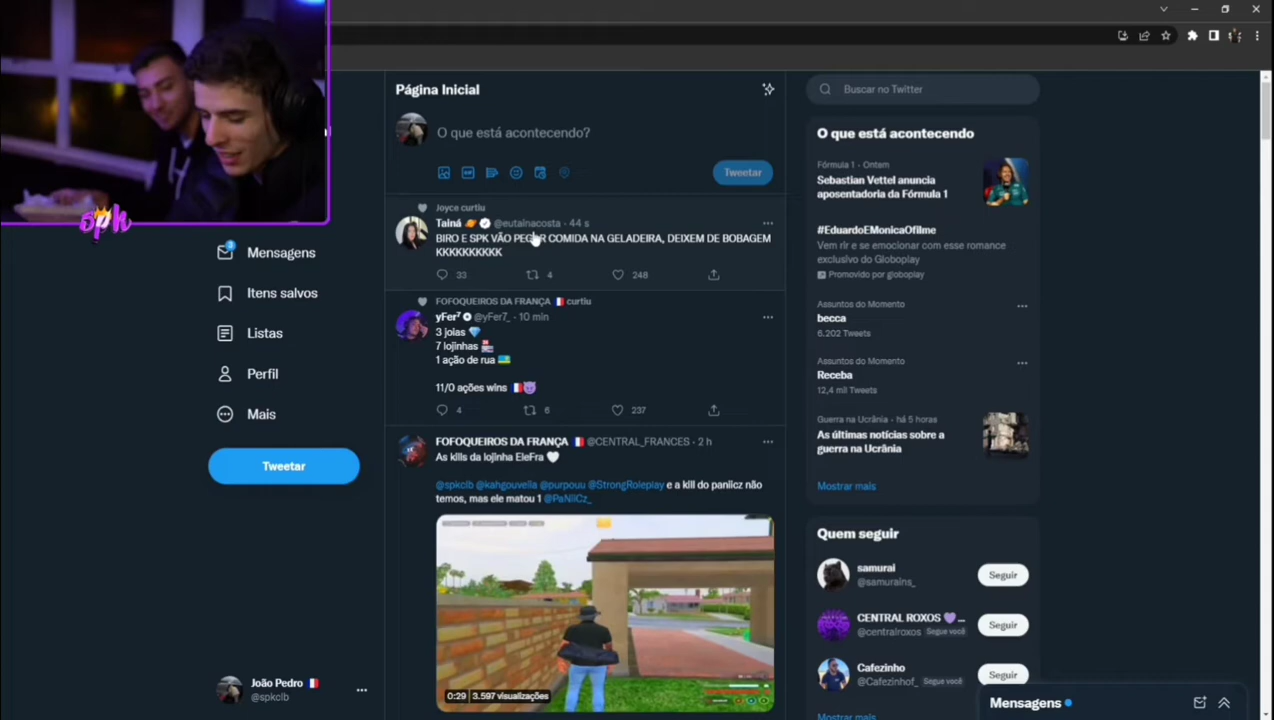 sph
Mensagens
Itens salvos
Listas
Perfil
Mais
Tweetar
João Pedro 🇫🇷
@spkclb
Página Inicial
O que está acontecendo?
Tweetar
Joyce curtiu
Tainá 🪐 @eutainacosta · 44 s
BIRO E SPK VÃO PEGAR COMIDA NA GELADEIRA, DEIXEM DE BOBAGEM
KKKKKKKKKK
33 4 248
FOFOQUEIROS DA FRANÇA 🇫🇷 curtiu
yFer⁷ @yFer7_ · 10 min
3 joias 💎
7 lojinhas 🏪
1 ação de rua 🇷🇼
11/0 ações wins 🇫🇷😈
4 6 237
FOFOQUEIROS DA FRANÇA 🇫🇷 @CENTRAL_FRANCES · 2 h
As kills da lojinha EleFra 🤍
@spkclb @kahgouveiia @purpouu @StrongRoleplay e a kill do paniicz não
temos, mas ele matou 1 @PaNiiCz_
0:29 3.597 visualizações
Buscar no Twitter
O que está acontecendo
Fórmula 1 · Ontem
Sebastian Vettel anuncia
aposentadoria da Fórmula 1
#EduardoEMonicaOfilme
Vem rir e se emocionar com esse romance
exclusivo do Globoplay
Promovido por globoplay
Assuntos do Momento
becca
6.202 Tweets
Assuntos do Momento
Receba
12,4 mil Tweets
Guerra na Ucrânia · há 5 horas
As últimas notícias sobre a
guerra na Ucrânia
Mostrar mais
Quem seguir
samurai
@samurains_
Seguir
CENTRAL ROXOS 💜 ...
@centralroxos Segue você
Seguir
Cafezinho
@Cafezinhof_ Segue você
Seguir
Mostrar mais
Mensagens